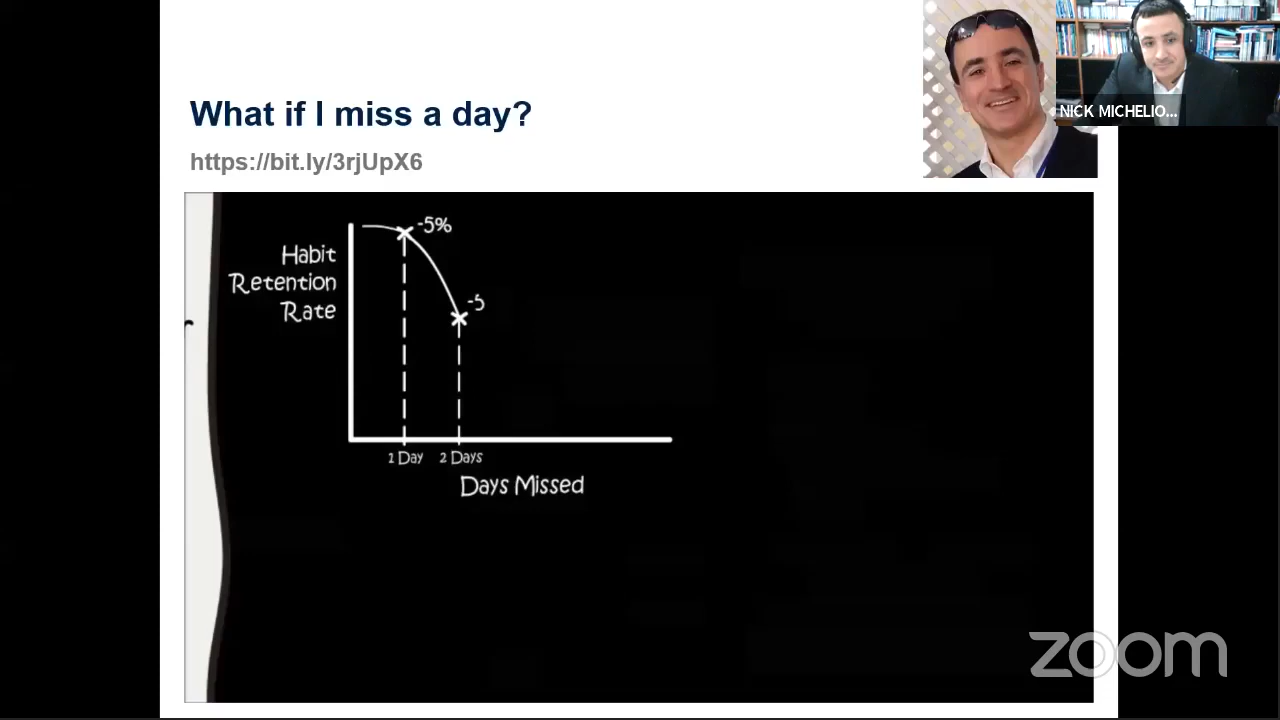 What if I miss a day?
https://bit.ly/3rjUpX6
NICK MICHELIO...
-5%
Habit
Retention
Rate
-5
1 Day
2 Days
Days Missed
zoom